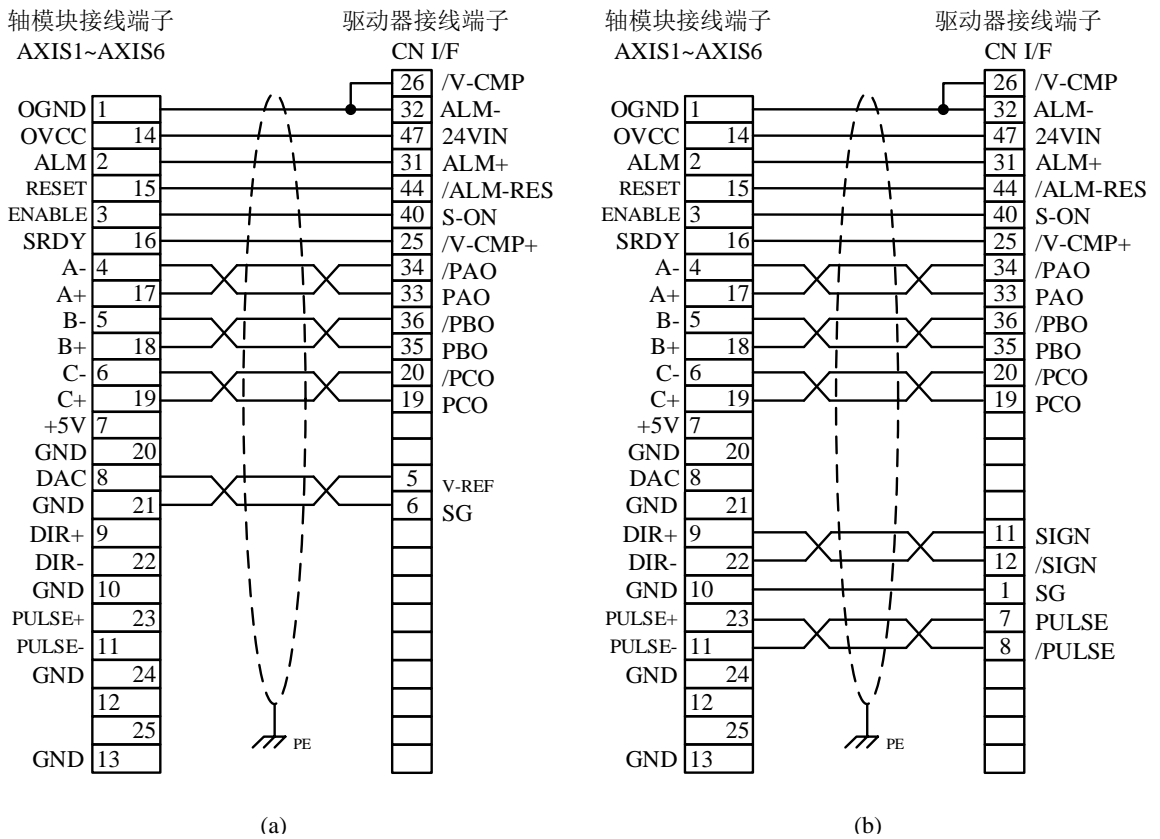 轴模块接线端子 驱动器接线端子
AXIS1~AXIS6 CN I/F
26 /V-CMP
OGND 1 32 ALM-
OVCC 14 47 24VIN
ALM 2 31 ALM+
RESET 15 44 /ALM-RES
ENABLE 3 40 S-ON
SRDY 16 25 /V-CMP+
A- 4 34 /PAO
A+ 17 33 PAO
B- 5 36 /PBO
B+ 18 35 PBO
C- 6 20 /PCO
C+ 19 19 PCO
+5V 7
GND 20
DAC 8 5 V-REF
GND 21 6 SG
DIR+ 9
DIR- 22
GND 10
PULSE+ 23
PULSE- 11
GND 24
12
25
GND 13
PE
(a)
轴模块接线端子 驱动器接线端子
AXIS1~AXIS6 CN I/F
26 /V-CMP
OGND 1 32 ALM-
OVCC 14 47 24VIN
ALM 2 31 ALM+
RESET 15 44 /ALM-RES
ENABLE 3 40 S-ON
SRDY 16 25 /V-CMP+
A- 4 34 /PAO
A+ 17 33 PAO
B- 5 36 /PBO
B+ 18 35 PBO
C- 6 20 /PCO
C+ 19 19 PCO
+5V 7
GND 20
DAC 8
GND 21
DIR+ 9 11 SIGN
DIR- 22 12 /SIGN
GND 10 1 SG
PULSE+ 23 7 PULSE
PULSE- 11 8 /PULSE
GND 24
12
25
GND 13
PE
(b)